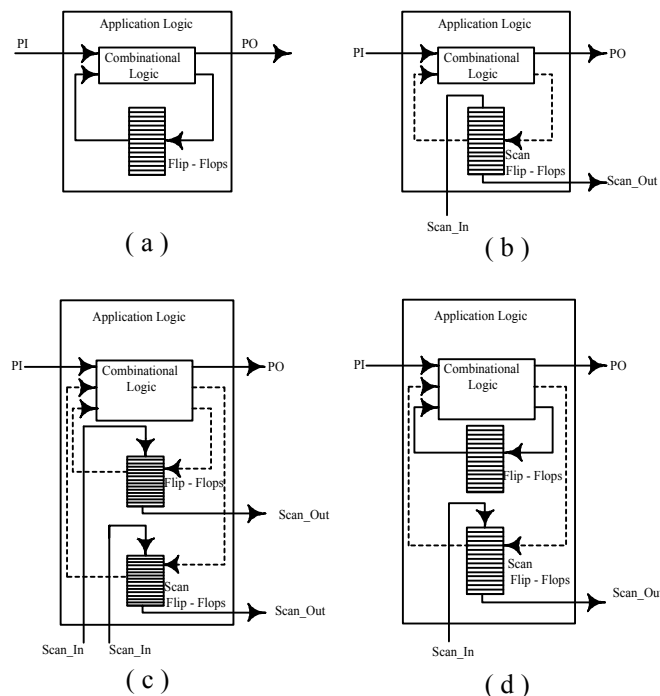 Application Logic
PI
PO
Combinational
Logic
Flip - Flops
( a )
Application Logic
PI
PO
Combinational
Logic
Scan
Flip - Flops
Scan_Out
Scan_In
( b )
Application Logic
PI
PO
Combinational
Logic
Flip - Flops
Scan_Out
Scan
Flip - Flops
Scan_Out
Scan_In
Scan_In
( c )
Application Logic
PI
PO
Combinational
Logic
Flip - Flops
Scan
Flip - Flops
Scan_Out
Scan_In
( d )